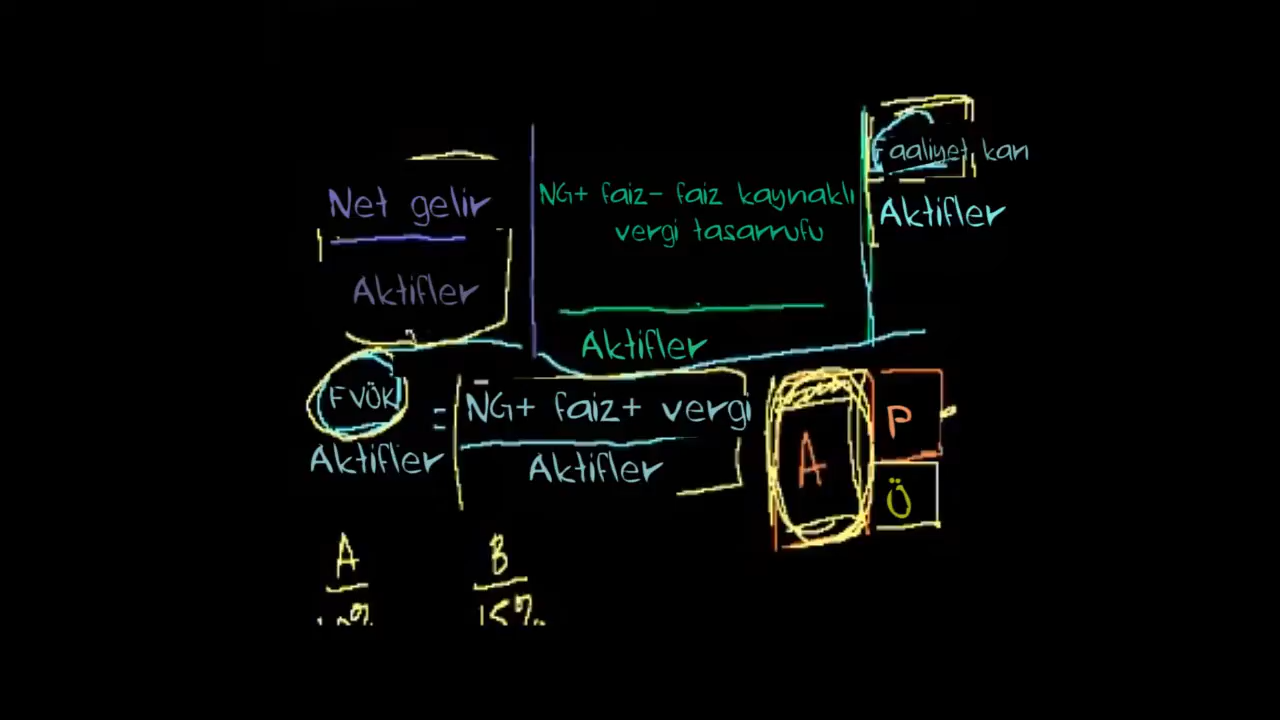 Net gelir
Aktifler
NG+ faiz- faiz kaynaklı
vergi tasarrufu
Aktifler
Faaliyet karı
Aktifler
FVÖK
Aktifler
=
NG+ faiz+ vergi
Aktifler
A
P
Ü
A
B
15%